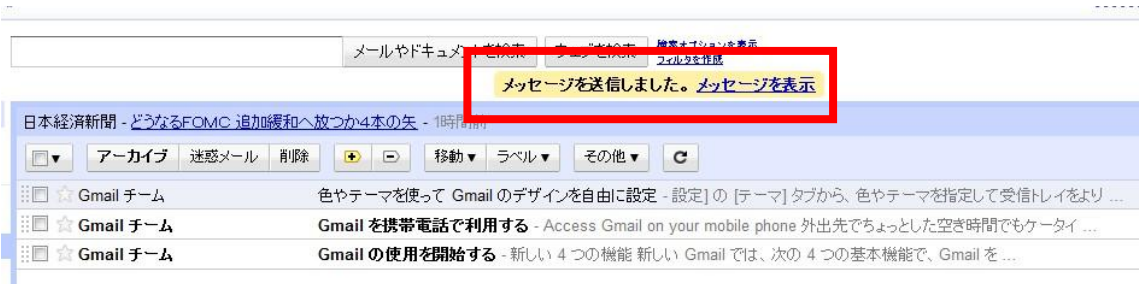 メールやドキュメントを検索 ウェブを検索 検索オプションを表示
フィルタを作成
メッセージを送信しました。 メッセージを表示
日本経済新聞 - どうなるFOMC 追加緩和へ放つか4本の矢 - 1時間前
アーカイブ 迷惑メール 削除 移動▼ ラベル▼ その他▼
Gmail チーム 色やテーマを使って Gmail のデザインを自由に設定 - 設定] の [テーマ] タブから、色やテーマを指定して受信トレイをより ...
Gmail チーム Gmail を携帯電話で利用する - Access Gmail on your mobile phone 外出先でちょっとした空き時間でもケータイ ...
Gmail チーム Gmail の使用を開始する - 新しい 4 つの機能 新しい Gmail では、次の 4 つの基本機能で、Gmail を ...